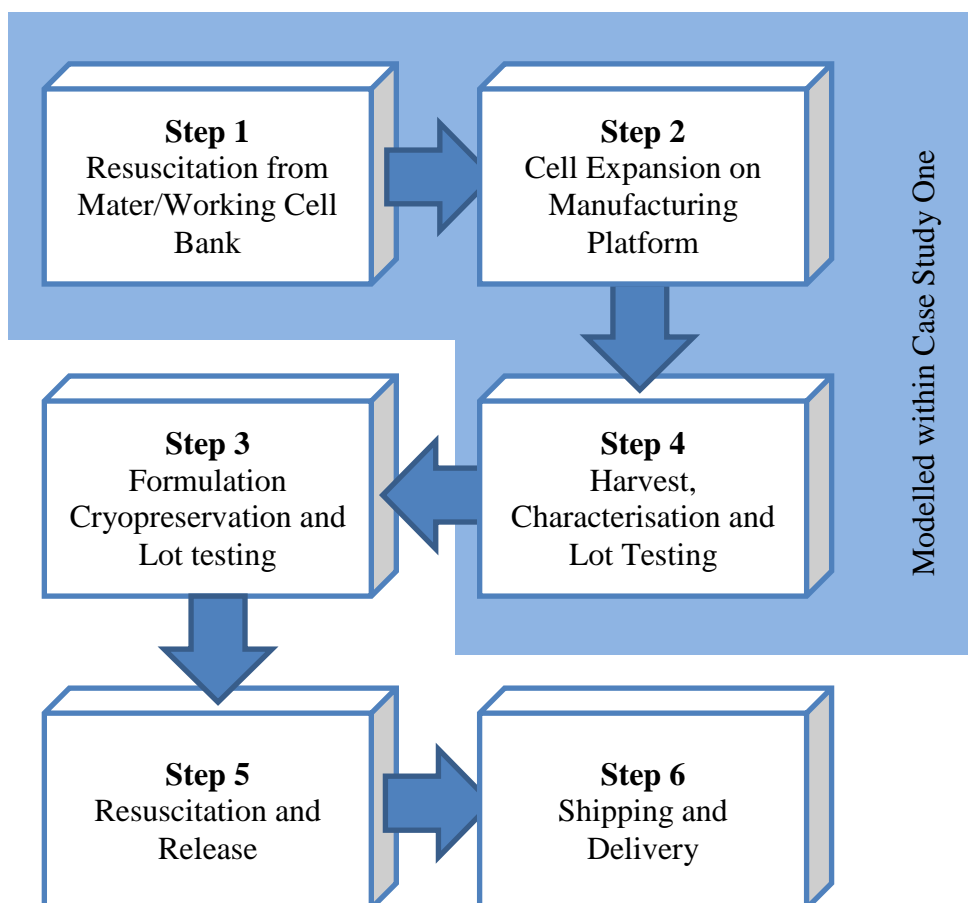 Step 1
Resuscitation from
Mater/Working Cell
Bank
Step 2
Cell Expansion on
Manufacturing
Platform
Modelled within Case Study One
Step 3
Formulation
Cryopreservation and
Lot testing
Step 4
Harvest,
Characterisation and
Lot Testing
Step 5
Resuscitation and
Release
Step 6
Shipping and
Delivery